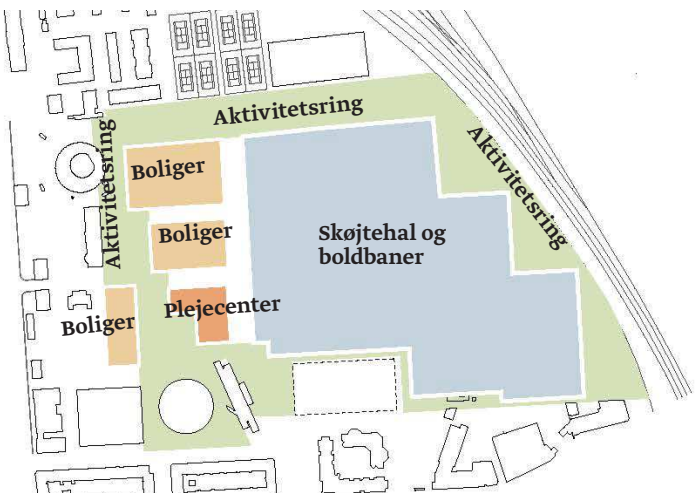 Aktivitetsring
Aktivitetsring
Aktivitetsring
Boliger
Boliger
Skøjtehal og
boldbaner
Plejecenter
Boliger